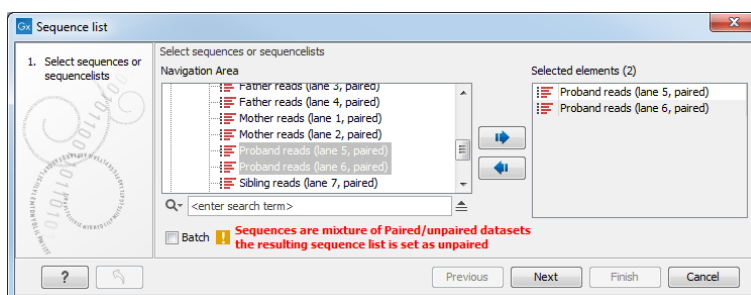 Gx Sequence list
X
1. Select sequences or
sequencelists
Select sequences or sequencelists
Navigation Area
Father reads (lane 3, paired)
Father reads (lane 4, paired)
Mother reads (lane 1, paired)
Mother reads (lane 2, paired)
Proband reads (lane 5, paired)
Proband reads (lane 6, paired)
Sibling reads (lane 7, paired)
<enter search term>
Batch
Sequences are mixture of Paired/unpaired datasets
the resulting sequence list is set as unpaired
Selected elements (2)
Proband reads (lane 5, paired)
Proband reads (lane 6, paired)
?
Previous
Next
Finish
Cancel